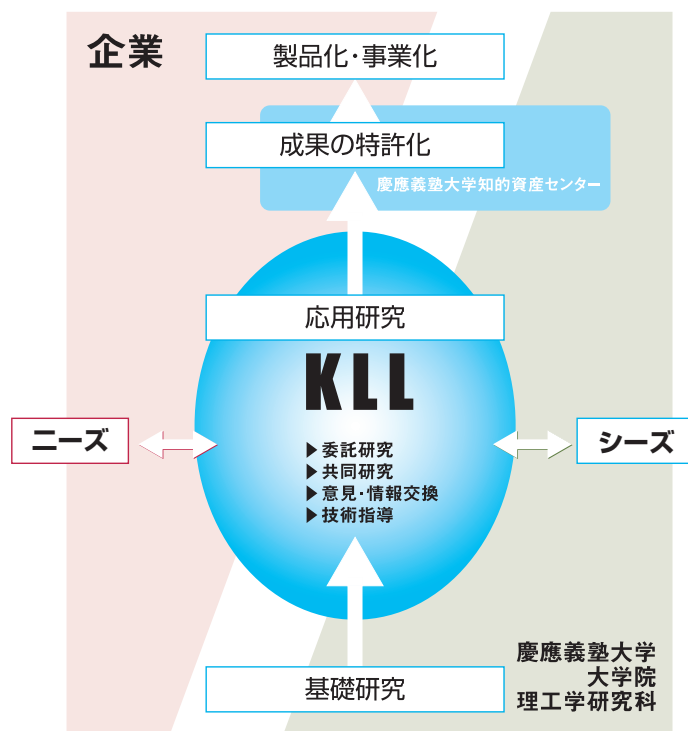 企業
製品化・事業化
成果の特許化
慶應義塾大学知的資産センター
応用研究
KLL
ニーズ
シーズ
▶委託研究
▶共同研究
▶意見・情報交換
▶技術指導
基礎研究
慶應義塾大学
大学院
理工学研究科